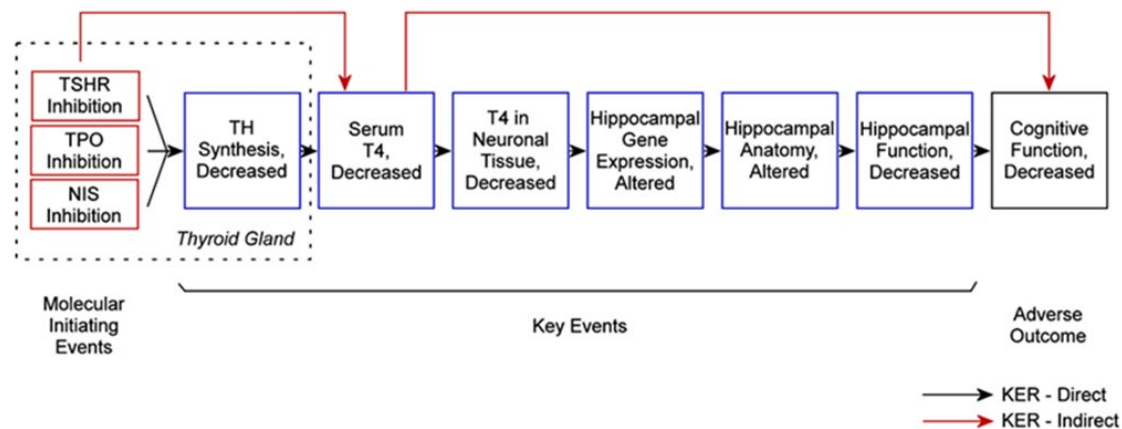 TSHR
Inhibition
TPO
Inhibition
NIS
Inhibition
TH
Synthesis,
Decreased
Thyroid Gland
Serum
T4,
Decreased
T4 in
Neuronal
Tissue,
Decreased
Hippocampal
Gene
Expression,
Altered
Hippocampal
Anatomy,
Altered
Hippocampal
Function,
Decreased
Cognitive
Function,
Decreased
Molecular
Initiating
Events
Key Events
Adverse
Outcome
KER - Direct
KER - Indirect